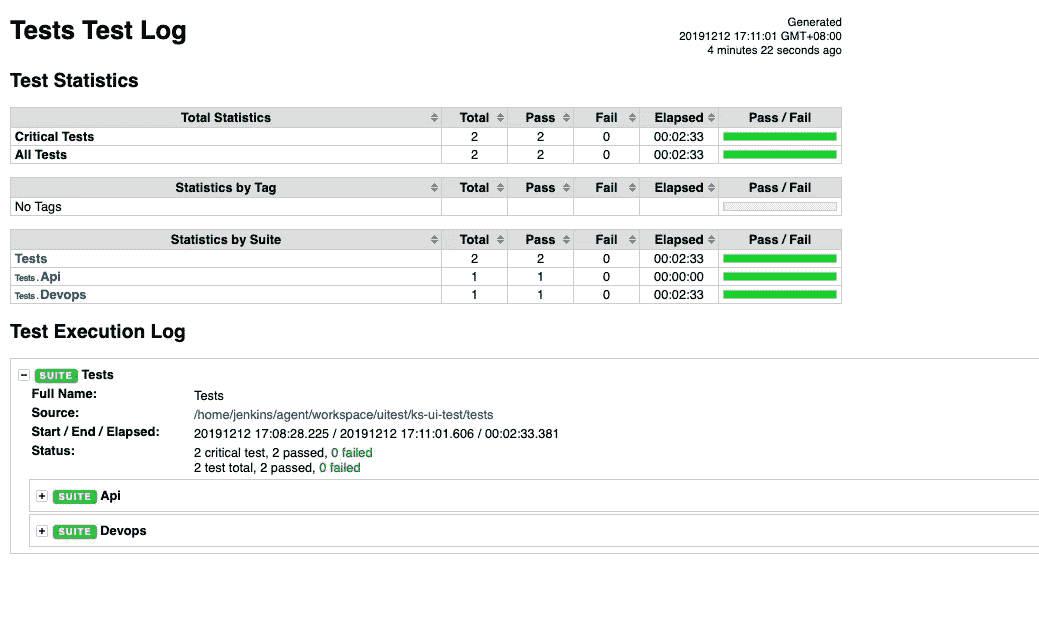 Tests Test Log
Generated
20191212 17:11:01 GMT+08:00
4 minutes 22 seconds ago
Test Statistics
Total Statistics Total Pass Fail Elapsed Pass / Fail
Critical Tests 2 2 0 00:02:33
All Tests 2 2 0 00:02:33
Statistics by Tag Total Pass Fail Elapsed Pass / Fail
No Tags
Statistics by Suite Total Pass Fail Elapsed Pass / Fail
Tests 2 2 0 00:02:33
Tests . Api 1 1 0 00:00:00
Tests . Devops 1 1 0 00:02:33
Test Execution Log
− SUITE Tests
Full Name: Tests
Source: /home/jenkins/agent/workspace/uitest/ks-ui-test/tests
Start / End / Elapsed: 20191212 17:08:28.225 / 20191212 17:11:01.606 / 00:02:33.381
Status: 2 critical test, 2 passed, 0 failed
2 test total, 2 passed, 0 failed
+ SUITE Api
+ SUITE Devops